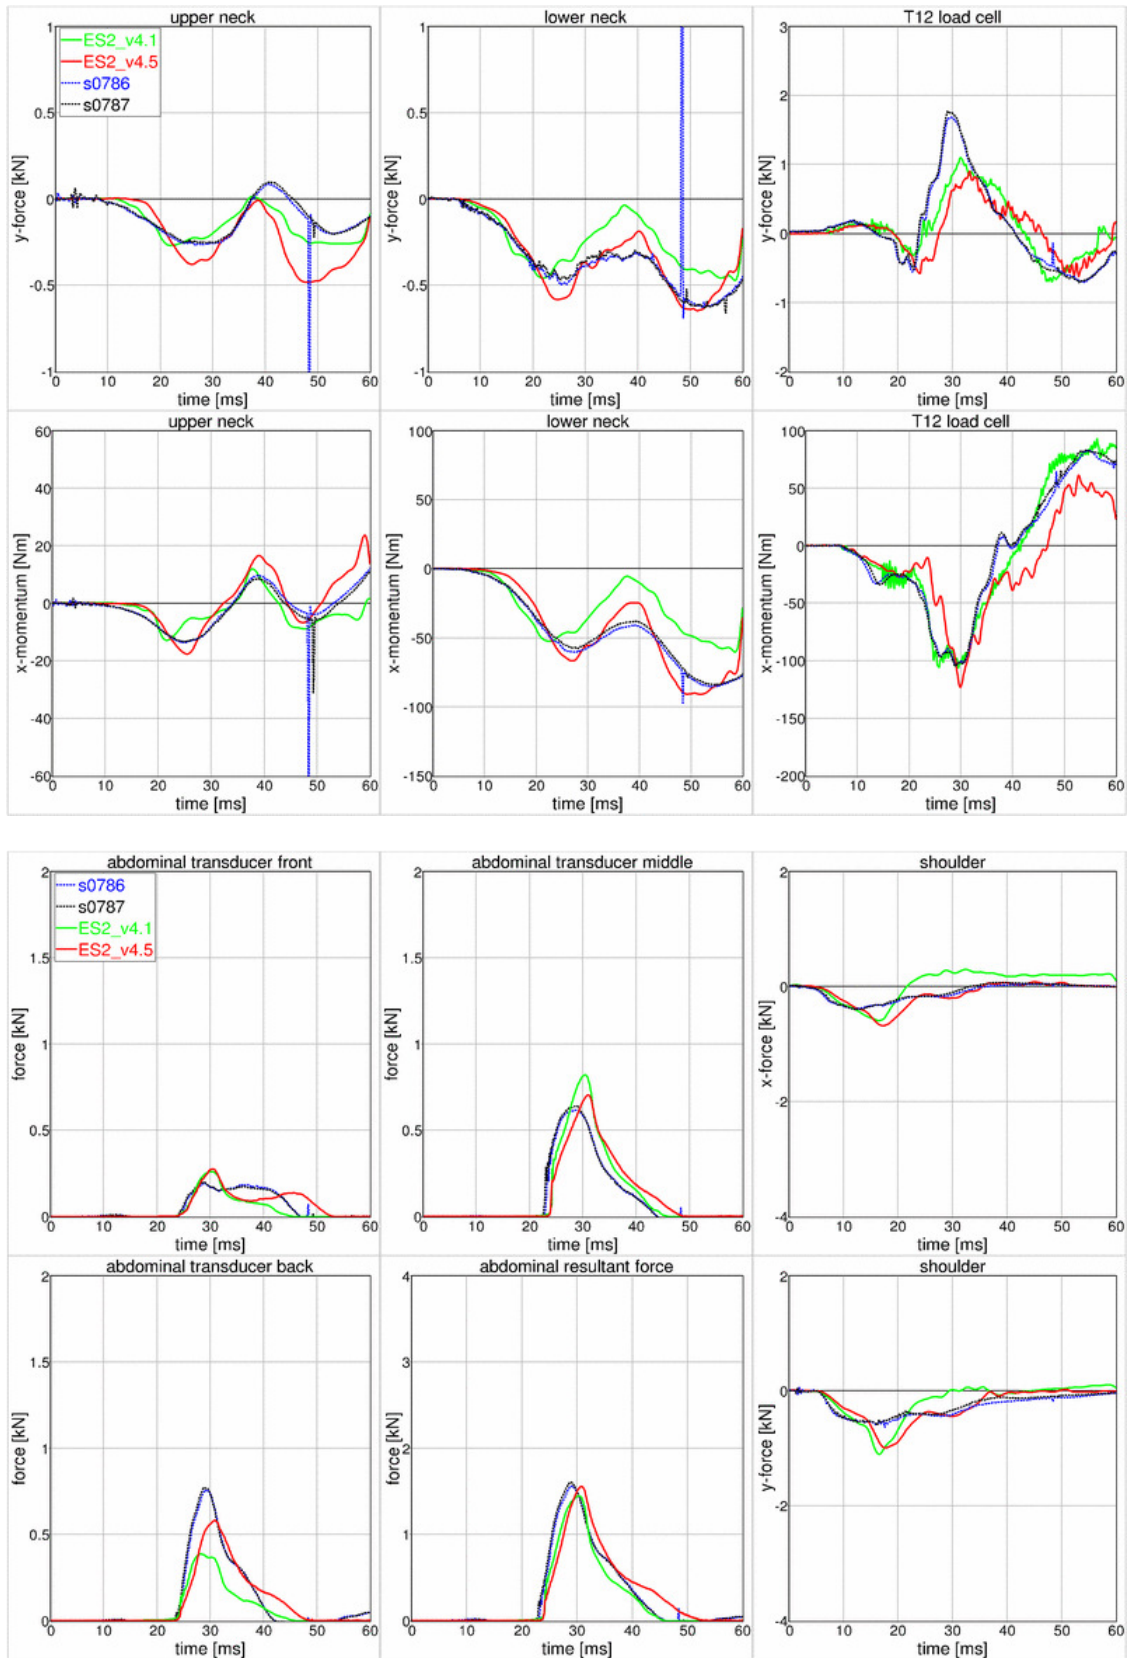 upper neck
lower neck
T12 load cell
ES2_v4.1
ES2_v4.5
s0786
s0787
y-force [kN]
1
0.5
0
-0.5
-1
0 10 20 30 40 50 60
time [ms]
y-force [kN]
1
0.5
0
-0.5
-1
0 10 20 30 40 50 60
time [ms]
y-force [kN]
3
2
1
0
-1
-2
0 10 20 30 40 50 60
time [ms]
upper neck
lower neck
T12 load cell
x-momentum [Nm]
60
40
20
0
-20
-40
-60
0 10 20 30 40 50 60
time [ms]
x-momentum [Nm]
100
50
0
-50
-100
-150
0 10 20 30 40 50 60
time [ms]
x-momentum [Nm]
100
50
0
-50
-100
-150
-200
0 10 20 30 40 50 60
time [ms]
abdominal transducer front
abdominal transducer middle
shoulder
s0786
s0787
ES2_v4.1
ES2_v4.5
force [kN]
2
1.5
1
0.5
0
0 10 20 30 40 50 60
time [ms]
force [kN]
2
1.5
1
0.5
0
0 10 20 30 40 50 60
time [ms]
x-force [kN]
2
0
-2
-4
0 10 20 30 40 50 60
time [ms]
abdominal transducer back
abdominal resultant force
shoulder
force [kN]
2
1.5
1
0.5
0
0 10 20 30 40 50 60
time [ms]
force [kN]
4
3
2
1
0
0 10 20 30 40 50 60
time [ms]
y-force [kN]
2
0
-2
-4
0 10 20 30 40 50 60
time [ms]